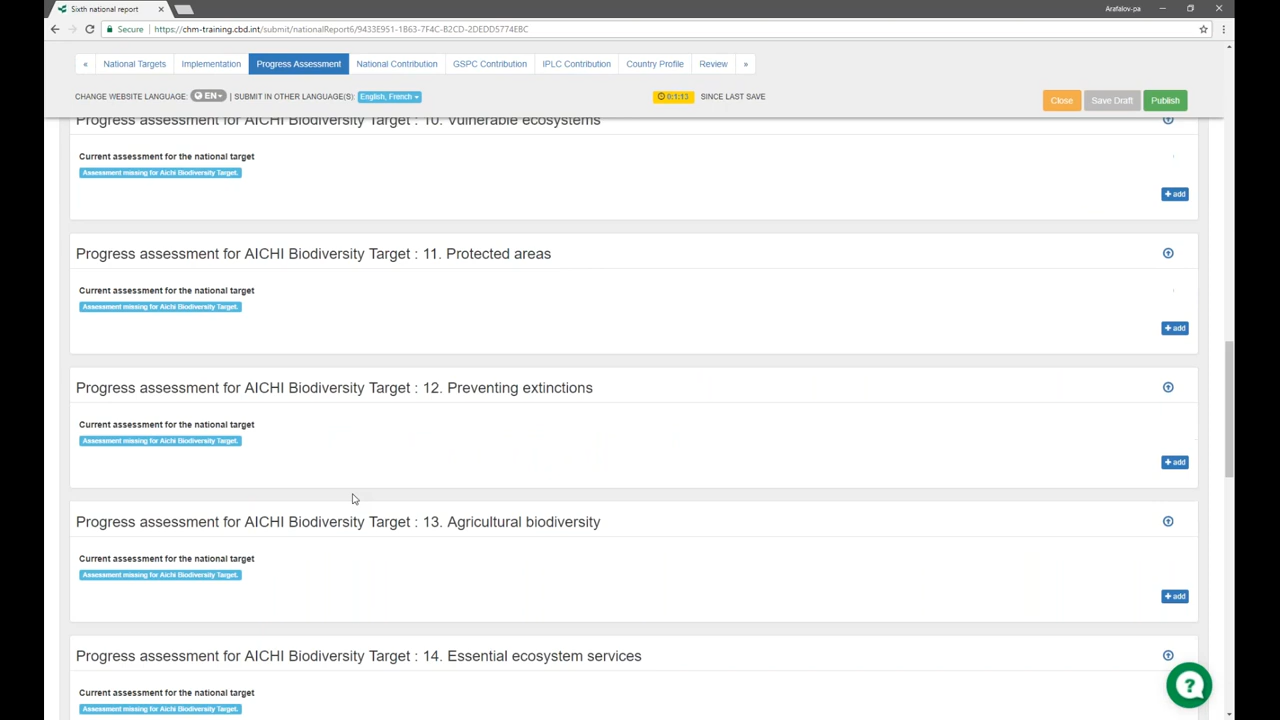 Sixth national report
Arafalov-pa
Secure
https://chm-training.cbd.int/submit/nationalReport6/9433E951-1B63-7F4C-B2CD-2DEDD5774EBC
« National Targets Implementation Progress Assessment National Contribution GSPC Contribution IPLC Contribution Country Profile Review »
CHANGE WEBSITE LANGUAGE: EN | SUBMIT IN OTHER LANGUAGE(S): English, French
0:1:13 SINCE LAST SAVE
Close Save Draft Publish
Progress assessment for AICHI Biodiversity Target : 10. Vulnerable ecosystems
Current assessment for the national target
Assessment missing for Aichi Biodiversity Target.
+ add
Progress assessment for AICHI Biodiversity Target : 11. Protected areas
Current assessment for the national target
Assessment missing for Aichi Biodiversity Target.
+ add
Progress assessment for AICHI Biodiversity Target : 12. Preventing extinctions
Current assessment for the national target
Assessment missing for Aichi Biodiversity Target.
+ add
Progress assessment for AICHI Biodiversity Target : 13. Agricultural biodiversity
Current assessment for the national target
Assessment missing for Aichi Biodiversity Target.
+ add
Progress assessment for AICHI Biodiversity Target : 14. Essential ecosystem services
Current assessment for the national target
Assessment missing for Aichi Biodiversity Target.
?